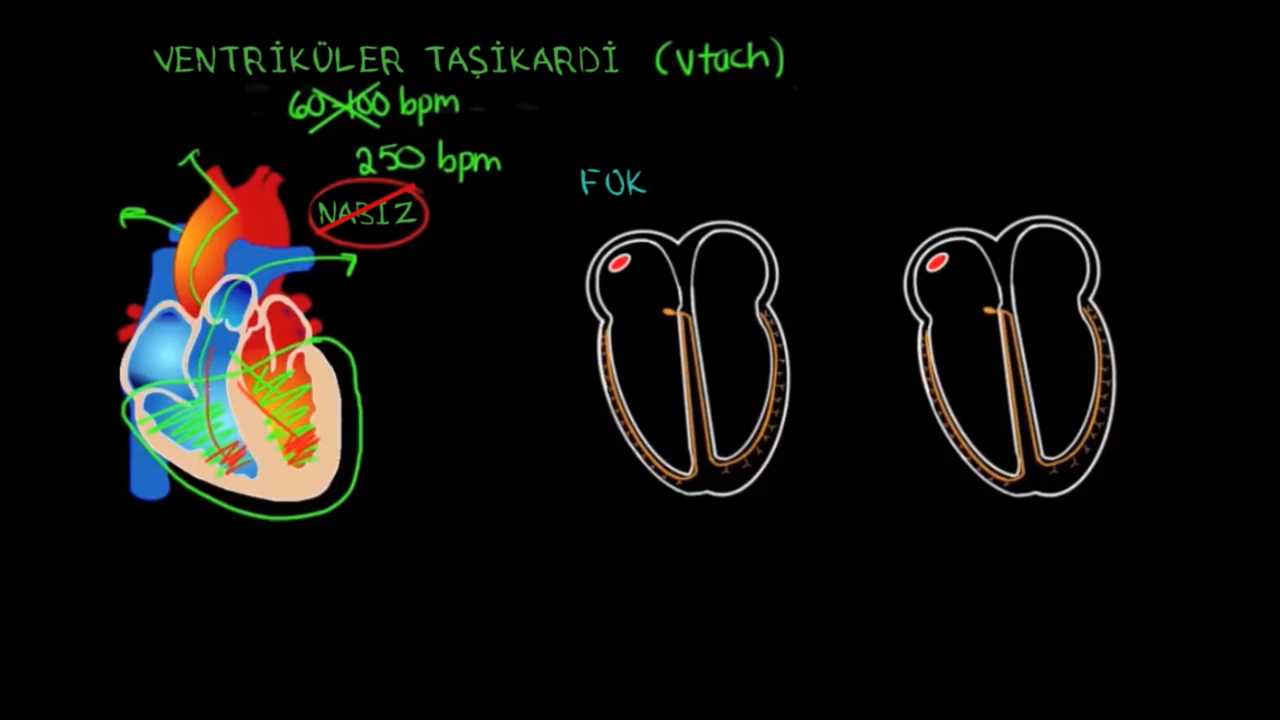 VENTRİKÜLER TAŞİKARDİ (Vtach)
60-100 bpm
250 bpm
NABIZ
FOK